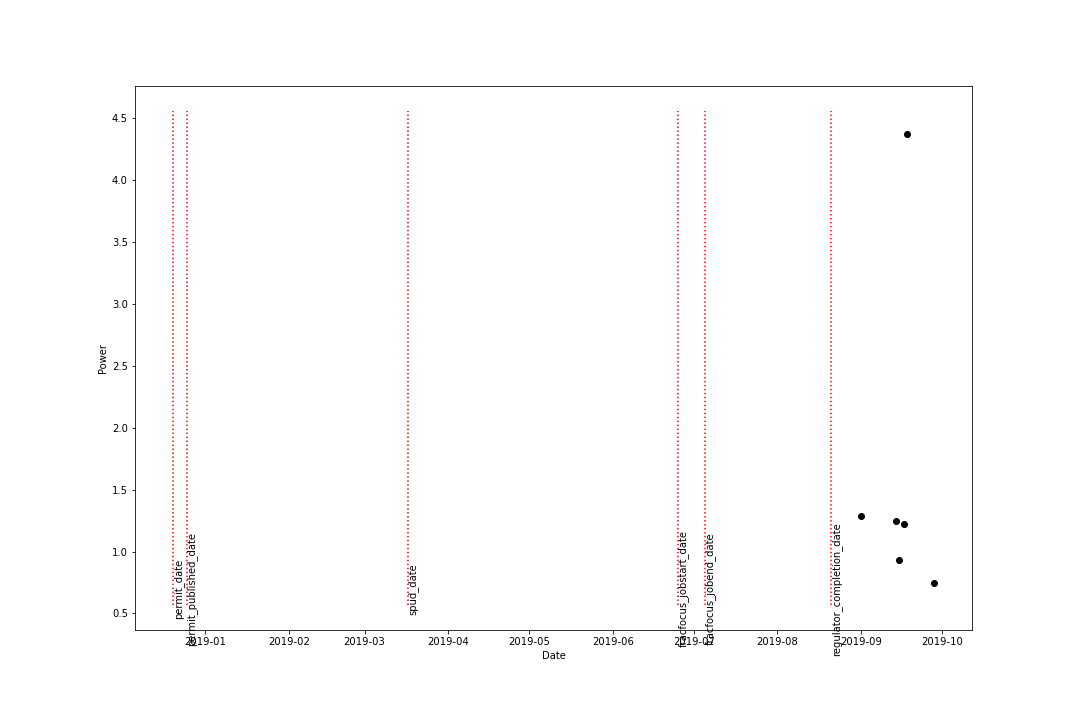 4.5
4.0
3.5
3.0
2.5
2.0
1.5
1.0
0.5
Power
permit_date
permit_published_date
spud_date
fracfocus_jobstart_date
fracfocus_jobend_date
regulator_completion_date
2019-01
2019-02
2019-03
2019-04
2019-05
2019-06
2019-07
2019-08
2019-09
2019-10
Date